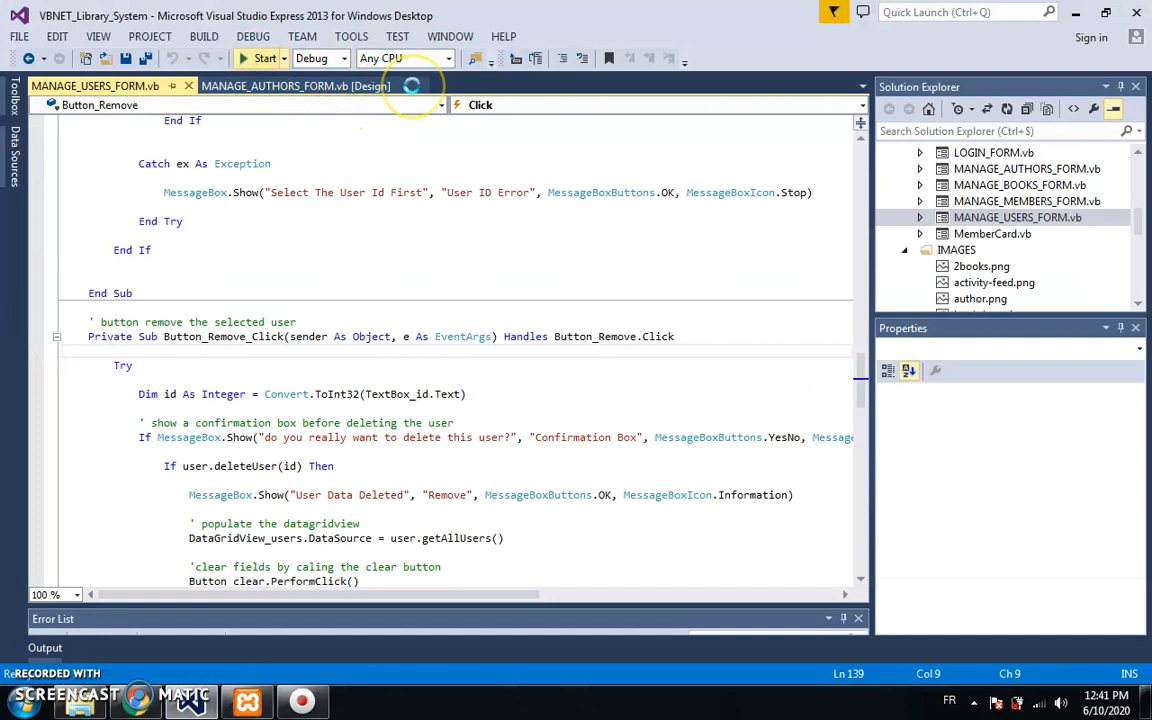 VBNET_Library_System - Microsoft Visual Studio Express 2013 for Windows Desktop
Quick Launch (Ctrl+Q)
FILE EDIT VIEW PROJECT BUILD DEBUG TEAM TOOLS TEST WINDOW HELP
Sign in
Start Debug Any CPU
MANAGE_USERS_FORM.vb MANAGE_AUTHORS_FORM.vb [Design]
Solution Explorer
Button_Remove Click
Toolbox
Data Sources
Search Solution Explorer (Ctrl+$)
End If
Catch ex As Exception
MessageBox.Show("Select The User Id First", "User ID Error", MessageBoxButtons.OK, MessageBoxIcon.Stop)
End Try
End If
End Sub
' button remove the selected user
Private Sub Button_Remove_Click(sender As Object, e As EventArgs) Handles Button_Remove.Click
Try
Dim id As Integer = Convert.ToInt32(TextBox_id.Text)
' show a confirmation box before deleting the user
If MessageBox.Show("do you really want to delete this user?", "Confirmation Box", MessageBoxButtons.YesNo, Messag
If user.deleteUser(id) Then
MessageBox.Show("User Data Deleted", "Remove", MessageBoxButtons.OK, MessageBoxIcon.Information)
' populate the datagridview
DataGridView_users.DataSource = user.getAllUsers()
'clear fields by caling the clear button
Button_clear.PerformClick()
LOGIN_FORM.vb
MANAGE_AUTHORS_FORM.vb
MANAGE_BOOKS_FORM.vb
MANAGE_MEMBERS_FORM.vb
MANAGE_USERS_FORM.vb
MemberCard.vb
IMAGES
2books.png
activity-feed.png
author.png
Properties
100 %
Error List
Output
Ln 139 Col 9 Ch 9 INS
RECORDED WITH
SCREENCAST MATIC
FR
12:41 PM
6/10/2020